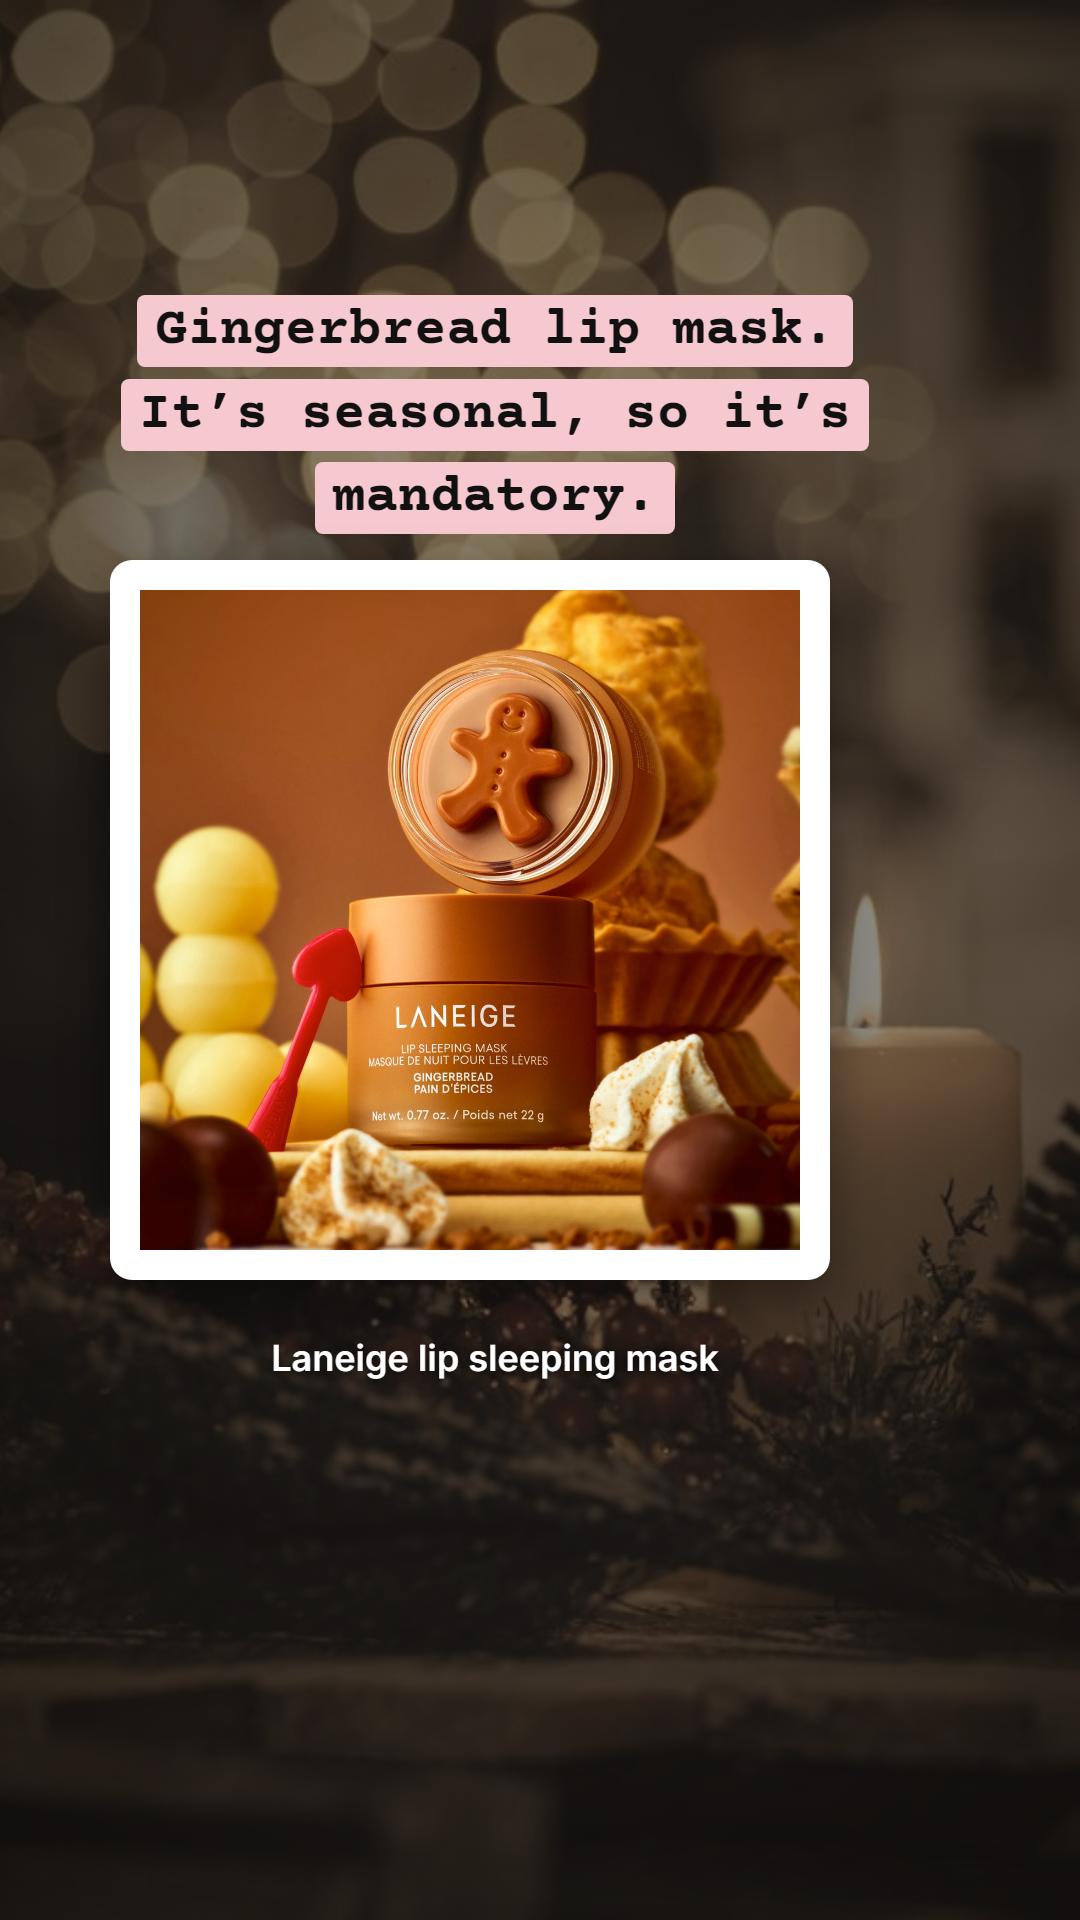 Gingerbread lip mask.
It’s seasonal, so it’s
mandatory.
LANEIGE
LIP SLEEPING MASK
MASQUE DE NUIT POUR LES LÈVRES
GINGERBREAD
PAIN D'ÉPICES
Net wt. 0.77 oz. / Poids net 22 g
Laneige lip sleeping mask